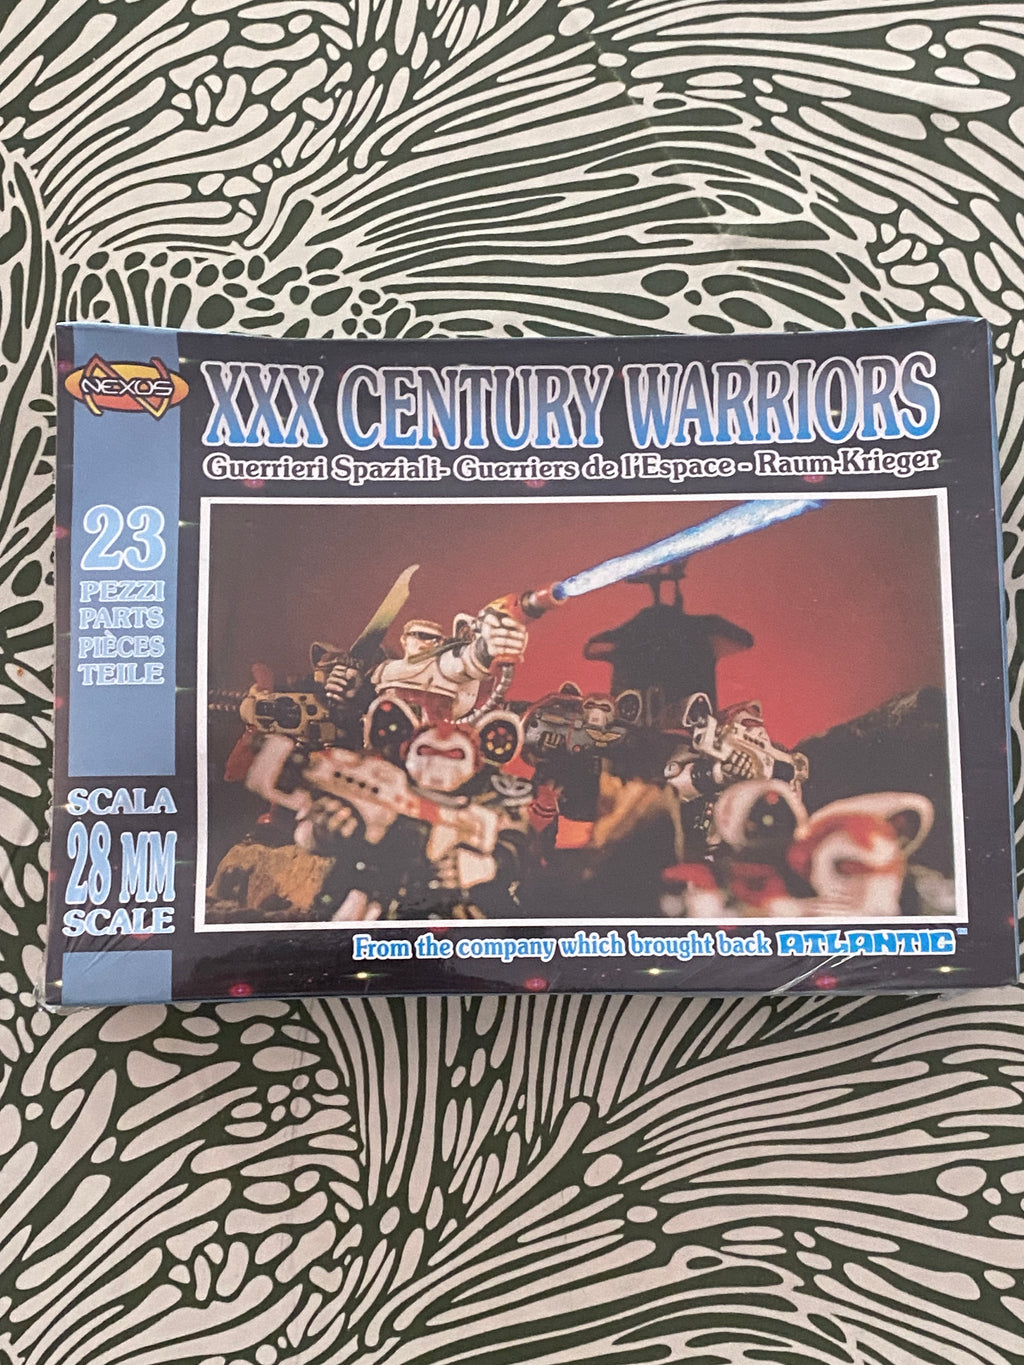 NEXUS
XXX CENTURY WARRIORS
Guerrieri Spaziali- Guerriers de l'Espace - Raum-Krieger
23
PEZZI
PARTS
PIÈCES
TEILE
SCALA
28 MM
SCALE
From the company which brought back ATLANTIC™